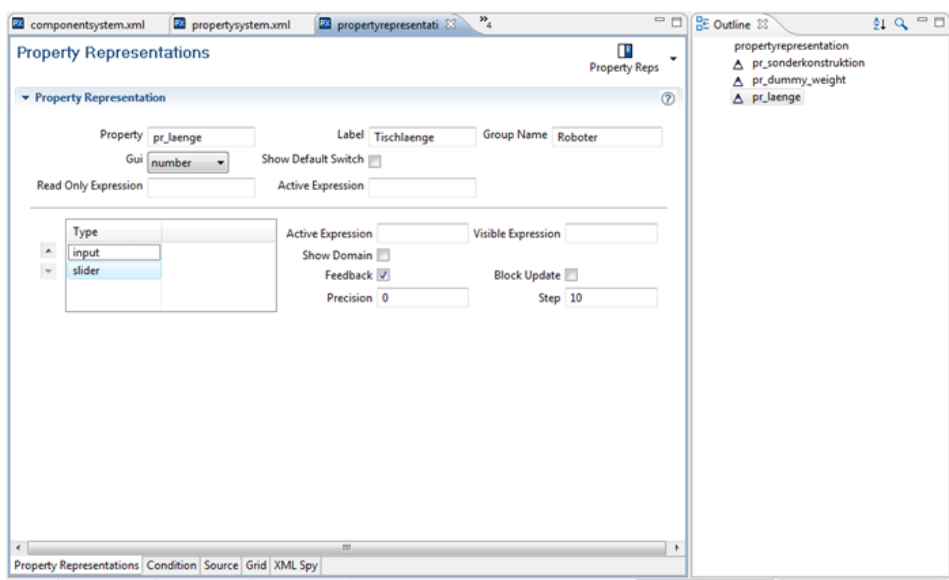 componentsystem.xml propertysystem.xml propertyrepresentati »4
Property Representations
Property Reps
Property Representation
Property pr_laenge Label Tischlaenge Group Name Roboter
Gui number Show Default Switch
Read Only Expression Active Expression
Type Active Expression Visible Expression
input Show Domain
slider Feedback Block Update
Precision 0 Step 10
Property Representations Condition Source Grid XML Spy
Outline
propertyrepresentation
pr_sonderkonstruktion
pr_dummy_weight
pr_laenge